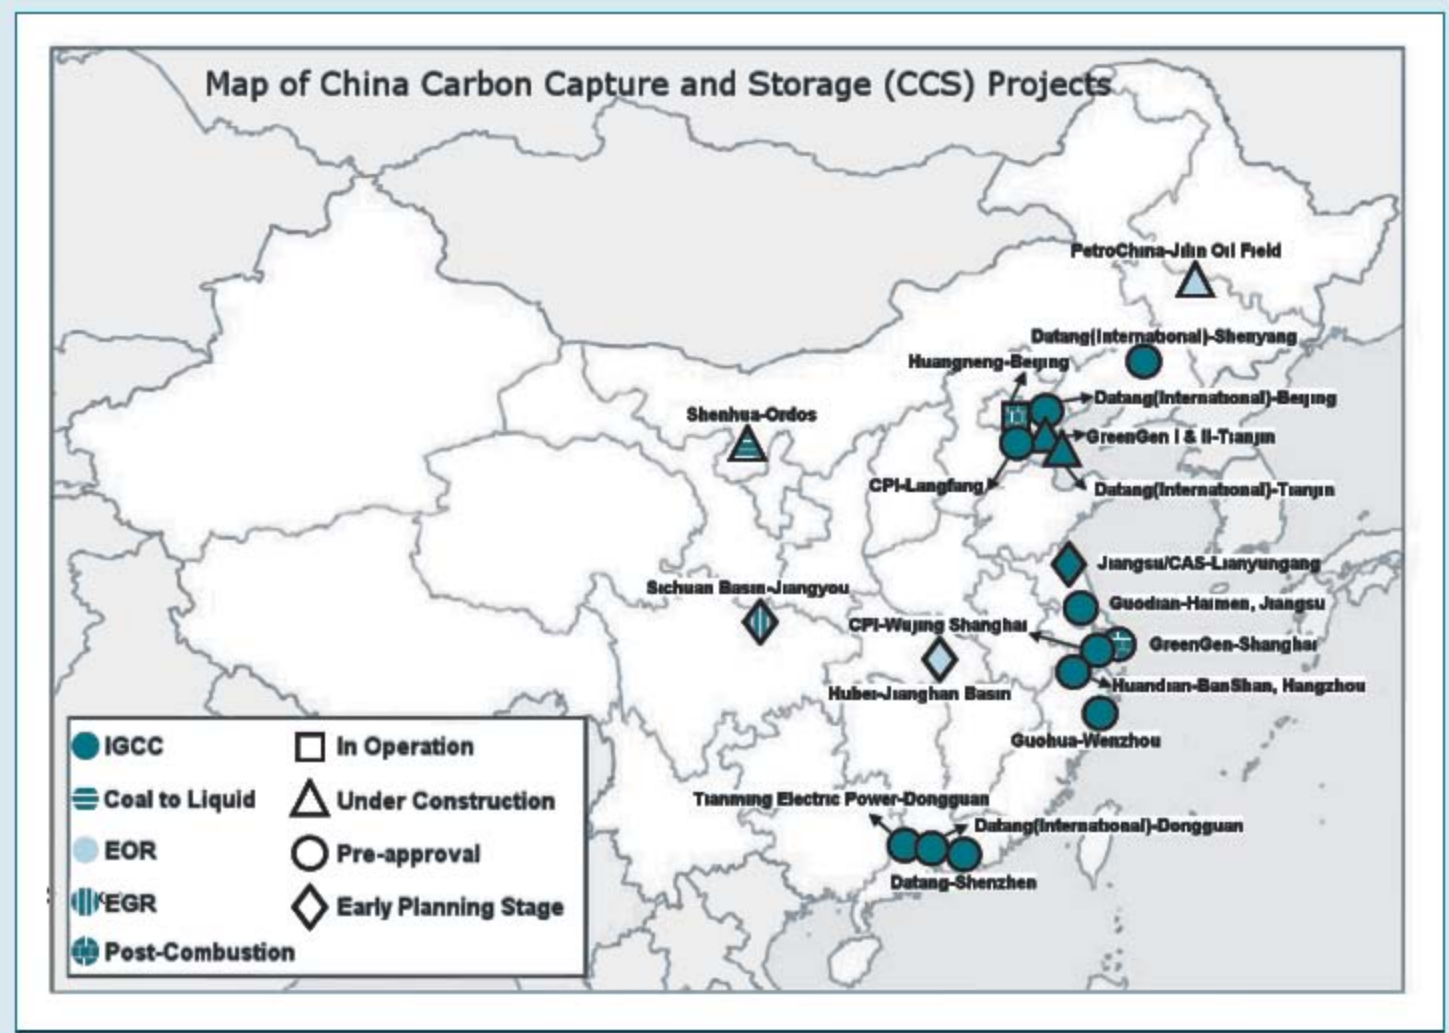 Map of China Carbon Capture and Storage (CCS) Projects
PetroChina-Jilin Oil Field
Datang(International)-Shenyang
Huangneng-Beijing
Datang(International)-Beijing
Shenhua-Ordos
GreenGen I & II-Tianjin
CPI-Langfang
Datang(International)-Tianjin
Jiangsu/CAS-Lianyungang
Sichuan Basin-Jiangyou
Guodian-Haimen, Jiangsu
CPI-Wujing Shanghai
GreenGen-Shanghai
Huandian-BanShan, Hangzhou
Hubei-Jianghan Basin
Guohua-Wenzhou
Tianming Electric Power-Dongguan
Datang(International)-Dongguan
Datang-Shenzhen
IGCC
In Operation
Coal to Liquid
Under Construction
EOR
Pre-approval
EGR
Early Planning Stage
Post-Combustion